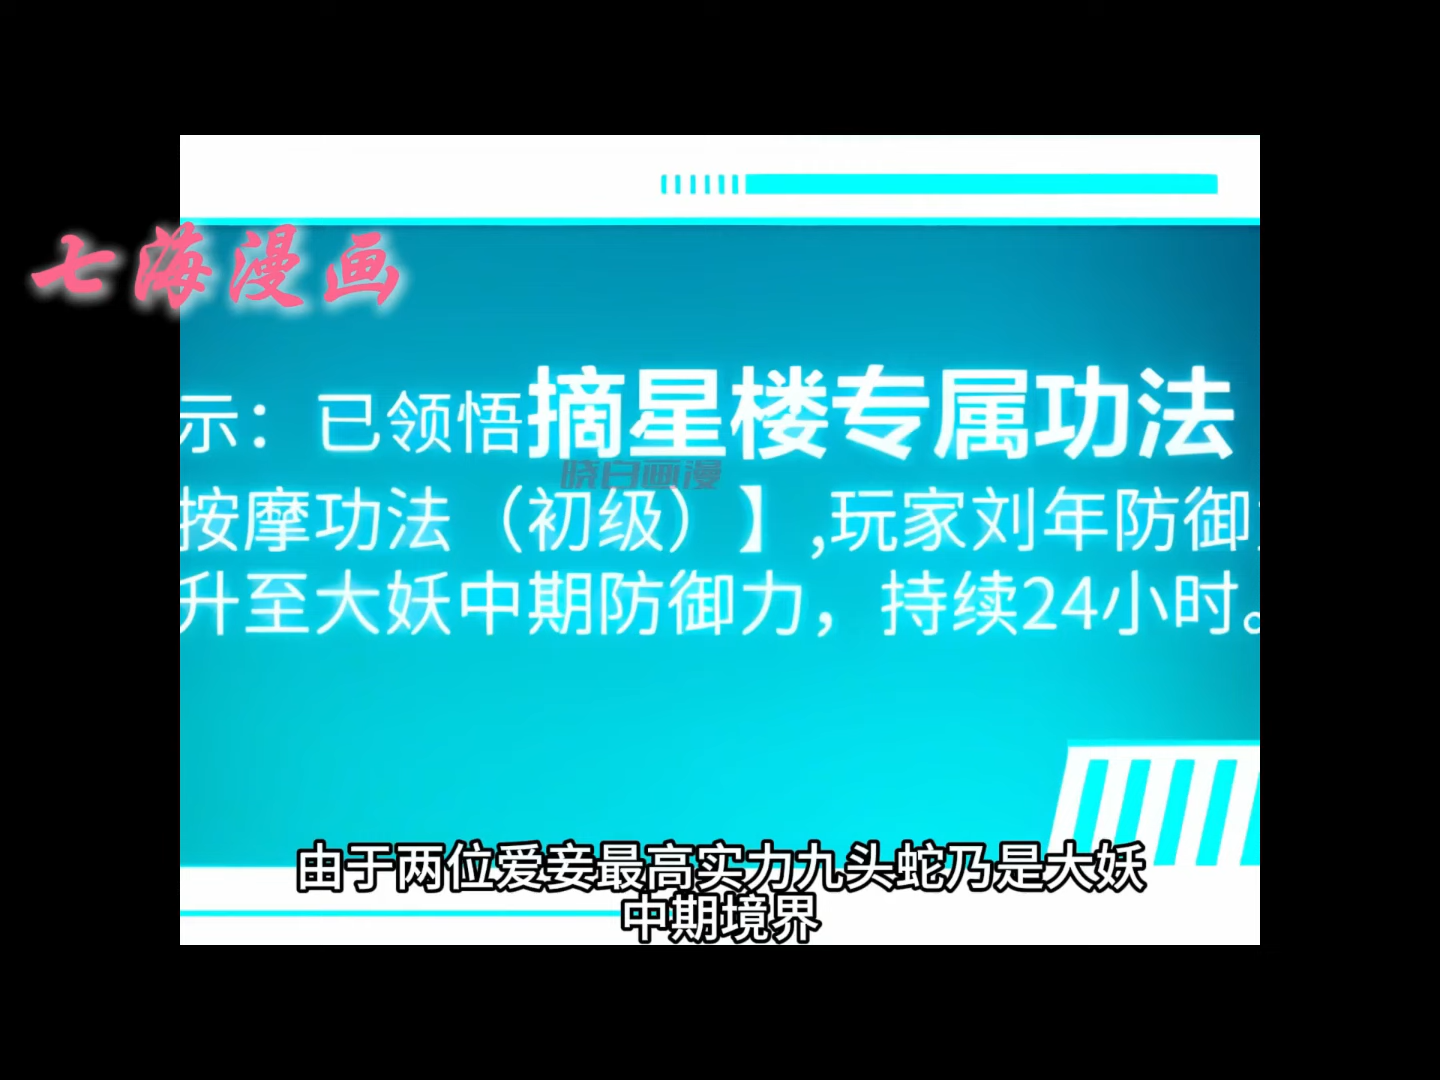 七海漫画
示：已领悟摘星楼专属功法
晓白画漫
按摩功法（初级）】,玩家刘年防御
升至大妖中期防御力，持续24小时。
由于两位爱妾最高实力九头蛇乃是大妖
中期境界